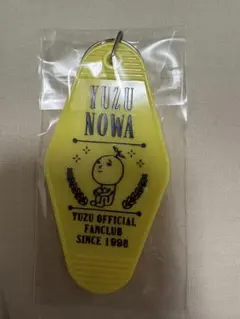 YUZU
NOWA
YUZU OFFICIAL
FANCLUB
SINCE 1998